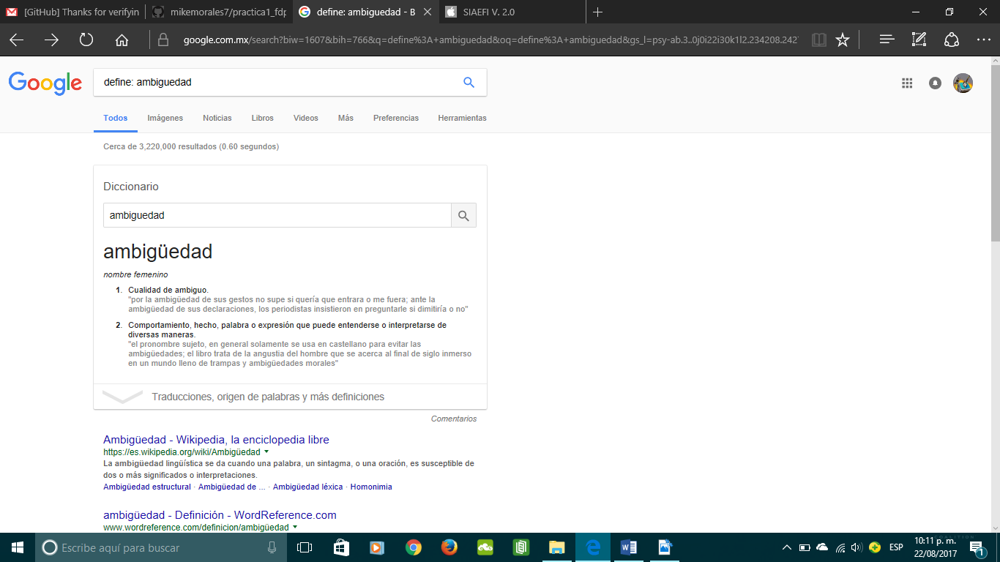 [GitHub] Thanks for verifyin
mikemorales7/practica1_fdp
define: ambiguedad - B
SIAEFI V. 2.0
google.com.mx/search?biw=1607&bih=766&q=define%3A+ambiguedad&oq=define%3A+ambiguedad&gs_l=psy-ab.3..0j0i22i30k1l2.234208.242
Google
define: ambiguedad
Todos Imágenes Noticias Libros Videos Más Preferencias Herramientas
Cerca de 3,220,000 resultados (0.60 segundos)
Diccionario
ambiguedad
ambigüedad
nombre femenino
1. Cualidad de ambiguo.
"por la ambigüedad de sus gestos no supe si quería que entrara o me fuera; ante la
ambigüedad de sus declaraciones, los periodistas insistieron en preguntarle si dimitiría o no"
2. Comportamiento, hecho, palabra o expresión que puede entenderse o interpretarse de
diversas maneras.
"el pronombre sujeto, en general solamente se usa en castellano para evitar las
ambigüedades; el libro trata de la angustia del hombre que se acerca al final de siglo inmerso
en un mundo lleno de trampas y ambigüedades morales"
Traducciones, origen de palabras y más definiciones
Comentarios
Ambigüedad - Wikipedia, la enciclopedia libre
https://es.wikipedia.org/wiki/Ambigüedad
La ambigüedad lingüística se da cuando una palabra, un sintagma, o una oración, es susceptible de
dos o más significados o interpretaciones.
Ambigüedad estructural · Ambigüedad de ... · Ambigüedad léxica · Homonimia
ambigüedad - Definición - WordReference.com
www.wordreference.com/definicion/ambigüedad
Escribe aquí para buscar
ESP
10:11 p. m.
22/08/2017
1